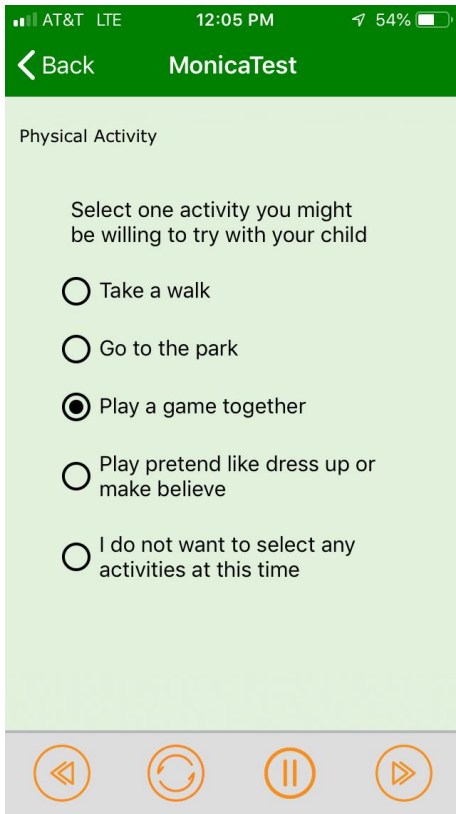 AT&T LTE 12:05 PM 54%
Back MonicaTest
Physical Activity
Select one activity you might
be willing to try with your child
Take a walk
Go to the park
Play a game together
Play pretend like dress up or
make believe
I do not want to select any
activities at this time